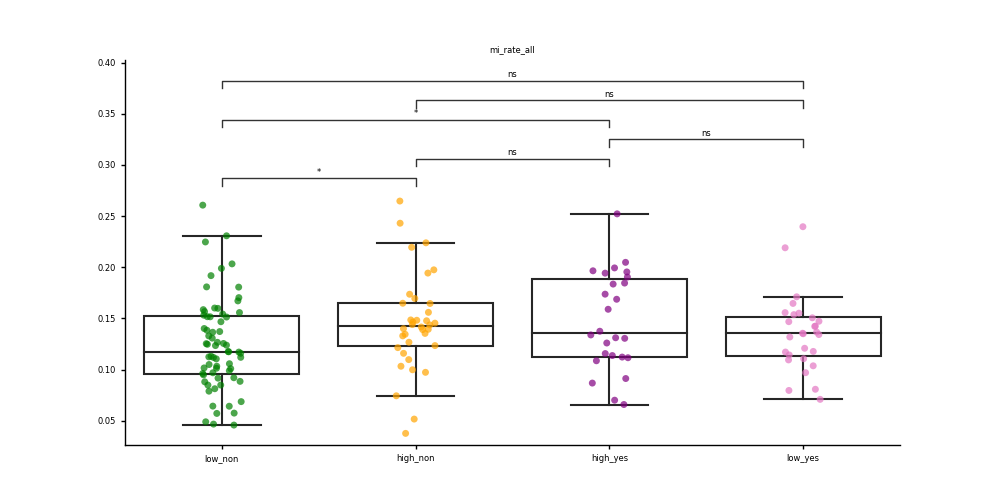 mi_rate_all
0.40
ns
ns
0.35
*
ns
ns
0.30
*
0.25
0.20
0.15
0.10
0.05
low_non
high_non
high_yes
low_yes